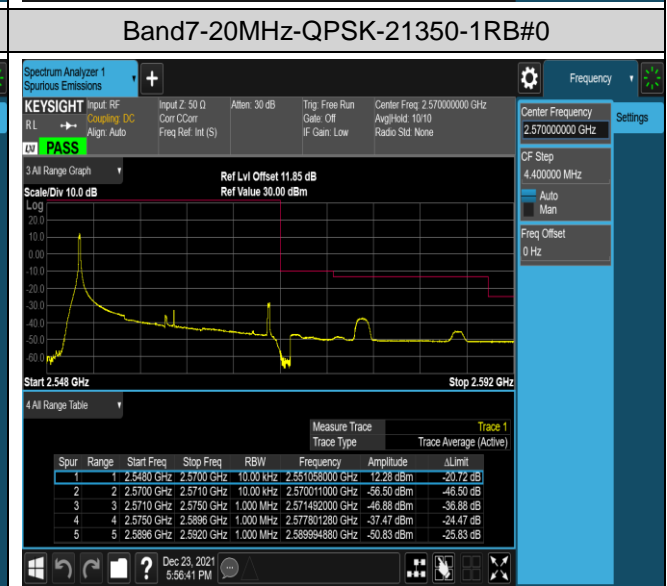 Band7-20MHz-QPSK-21350-1RB#0
Spectrum Analyzer 1
Spurious Emissions
Frequency
KEYSIGHT
R L
Input: RF
Coupling: DC
Align: Auto
Input Z: 50 Ω
Corr CCorr
Freq Ref: Int (S)
Atten: 30 dB
Trig: Free Run
Gate: Off
IF Gain: Low
Center Freq: 2.570000000 GHz
Avg|Hold: 10/10
Radio Std: None
PASS
Center Frequency
2.570000000 GHz
Settings
CF Step
4.400000 MHz
Auto
Man
Freq Offset
0 Hz
3 All Range Graph
Scale/Div 10.0 dB
Ref Lvl Offset 11.85 dB
Ref Value 30.00 dBm
Log
20.0
10.0
0.00
-10.0
-20.0
-30.0
-40.0
-50.0
-60.0
Start 2.548 GHz
Stop 2.592 GHz
4 All Range Table
Measure Trace Trace 1
Trace Type Trace Average (Active)
Spur Range Start Freq Stop Freq RBW Frequency Amplitude ΔLimit
1 1 2.5480 GHz 2.5700 GHz 10.00 kHz 2.551058000 GHz 12.28 dBm -20.72 dB
2 2 2.5700 GHz 2.5710 GHz 10.00 kHz 2.570011000 GHz -56.50 dBm -46.50 dB
3 3 2.5710 GHz 2.5750 GHz 1.000 MHz 2.571492000 GHz -46.88 dBm -36.88 dB
4 4 2.5750 GHz 2.5896 GHz 1.000 MHz 2.577801280 GHz -37.47 dBm -24.47 dB
5 5 2.5896 GHz 2.5920 GHz 1.000 MHz 2.589994880 GHz -50.83 dBm -25.83 dB
Dec 23, 2021
5:56:41 PM